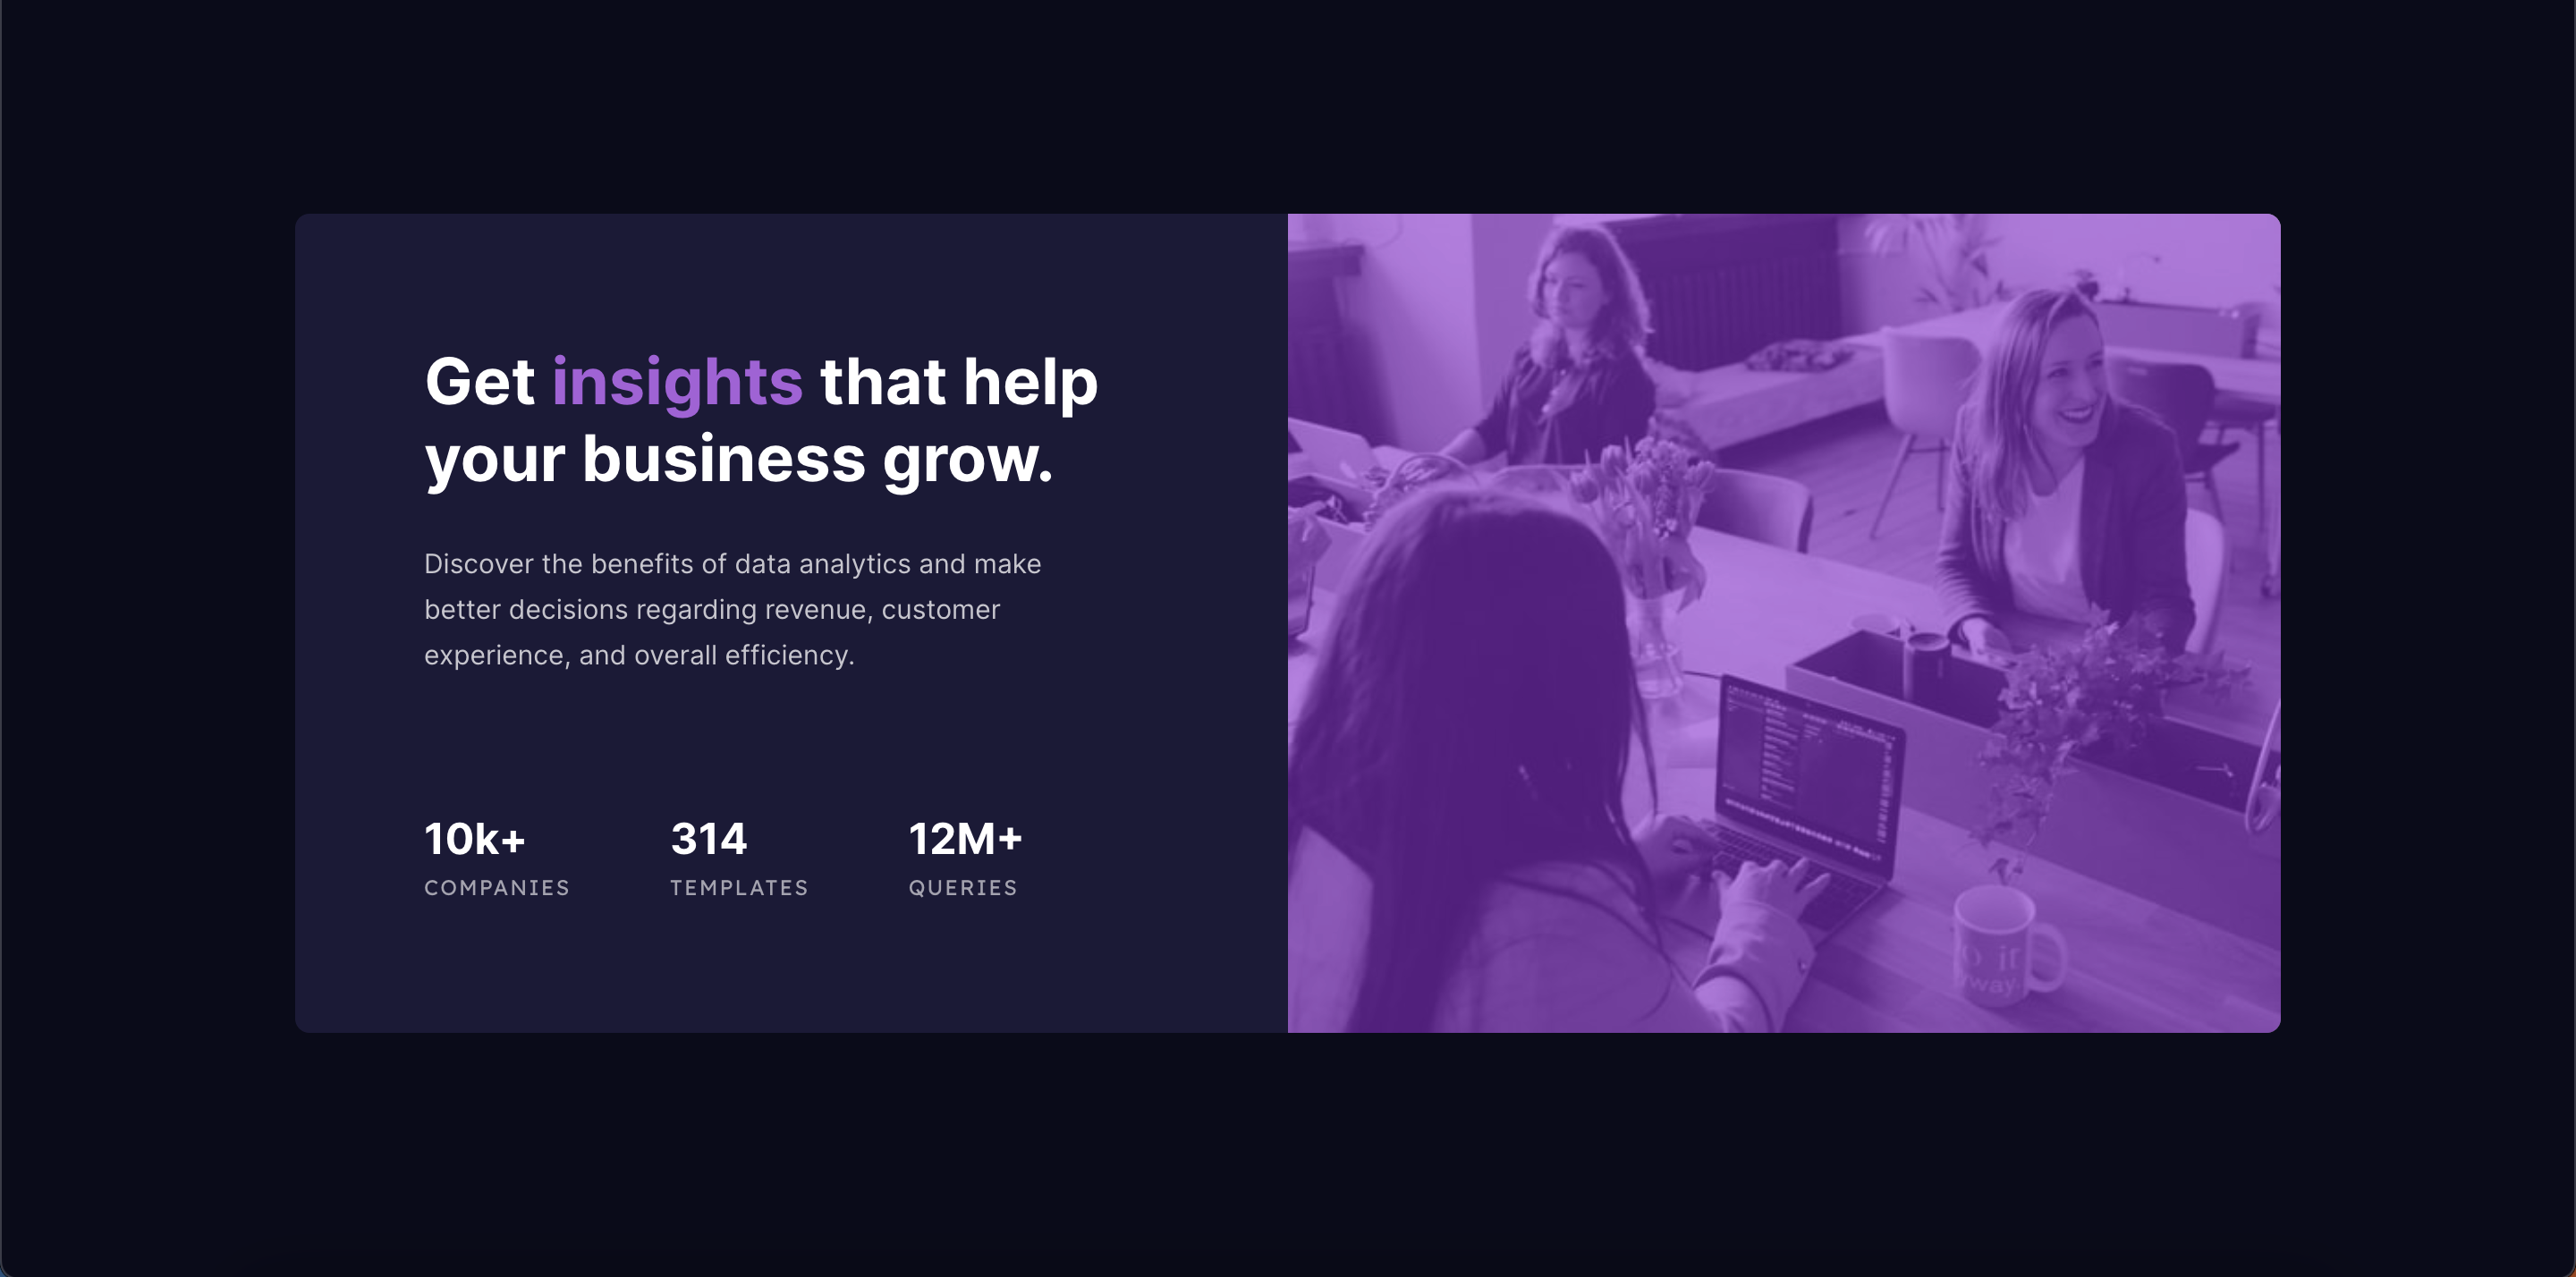 Get insights that help
your business grow.
Discover the benefits of data analytics and make
better decisions regarding revenue, customer
experience, and overall efficiency.
10k+ 314 12M+
COMPANIES TEMPLATES QUERIES